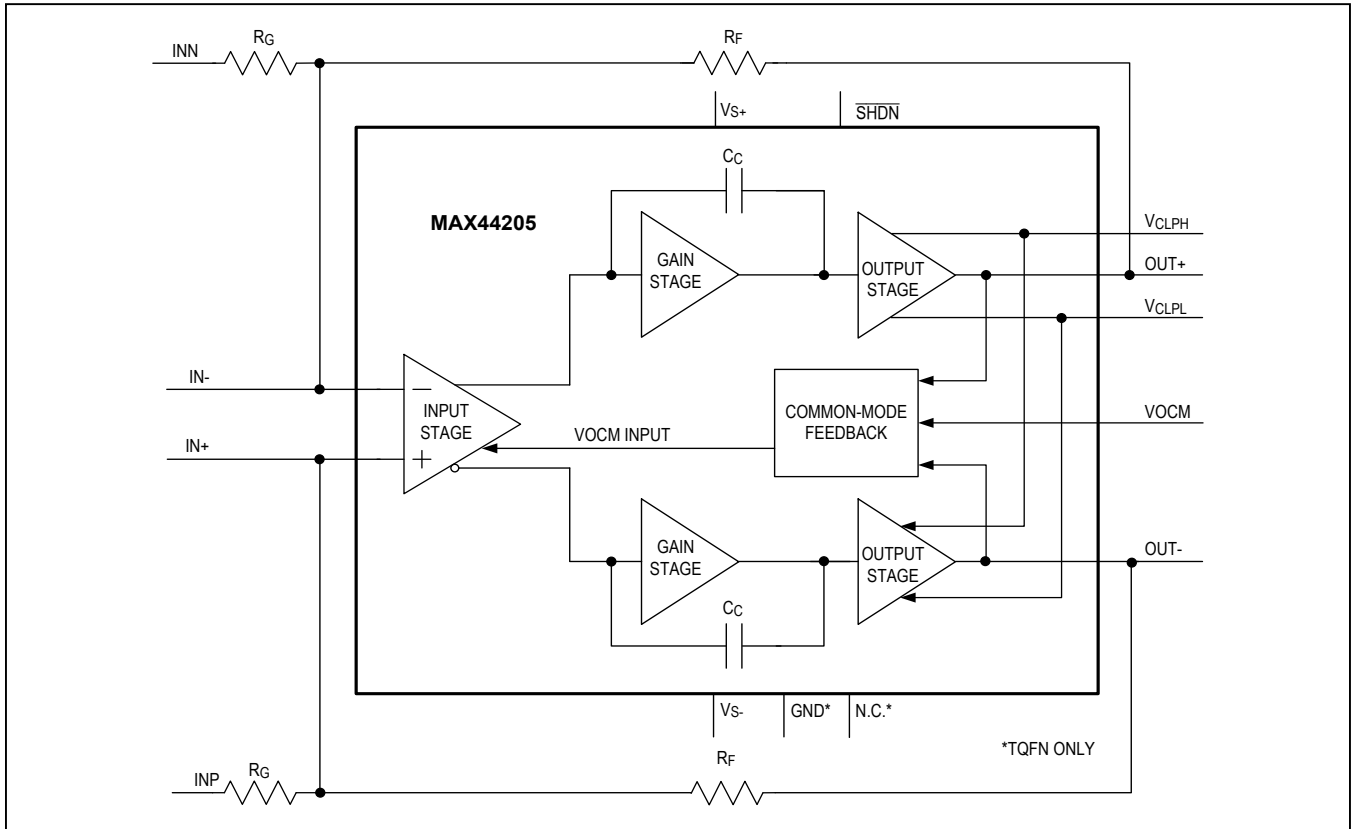 INN
RG
RF
VS+
SHDN
CC
MAX44205
GAIN
STAGE
OUTPUT
STAGE
VCLPH
OUT+
VCLPL
IN-
IN+
INPUT
STAGE
VOCM INPUT
COMMON-MODE
FEEDBACK
VOCM
GAIN
STAGE
OUTPUT
STAGE
OUT-
CC
VS-
GND*
N.C.*
*TQFN ONLY
INP
RG
RF